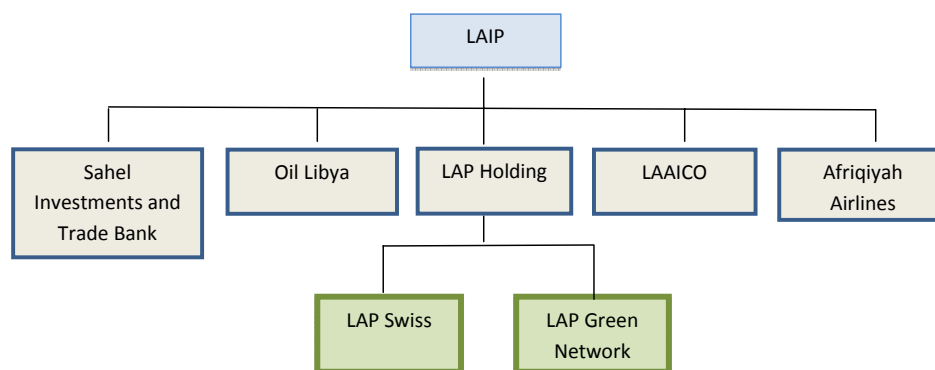 LAIP
Sahel
Investments and
Trade Bank
Oil Libya
LAP Holding
LAAICO
Afriqiyah
Airlines
LAP Swiss
LAP Green
Network